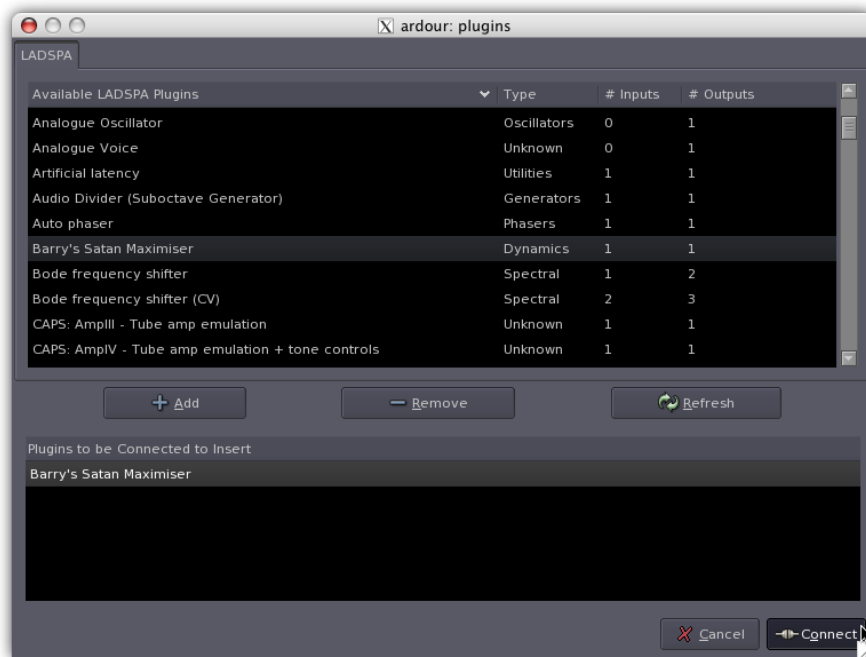 X ardour: plugins
LADSPA
Available LADSPA Plugins Type # Inputs # Outputs
Analogue Oscillator Oscillators 0 1
Analogue Voice Unknown 0 1
Artificial latency Utilities 1 1
Audio Divider (Suboctave Generator) Generators 1 1
Auto phaser Phasers 1 1
Barry's Satan Maximiser Dynamics 1 1
Bode frequency shifter Spectral 1 2
Bode frequency shifter (CV) Spectral 2 3
CAPS: AmpIII - Tube amp emulation Unknown 1 1
CAPS: AmpIV - Tube amp emulation + tone controls Unknown 1 1
Add Remove Refresh
Plugins to be Connected to Insert
Barry's Satan Maximiser
Cancel Connect